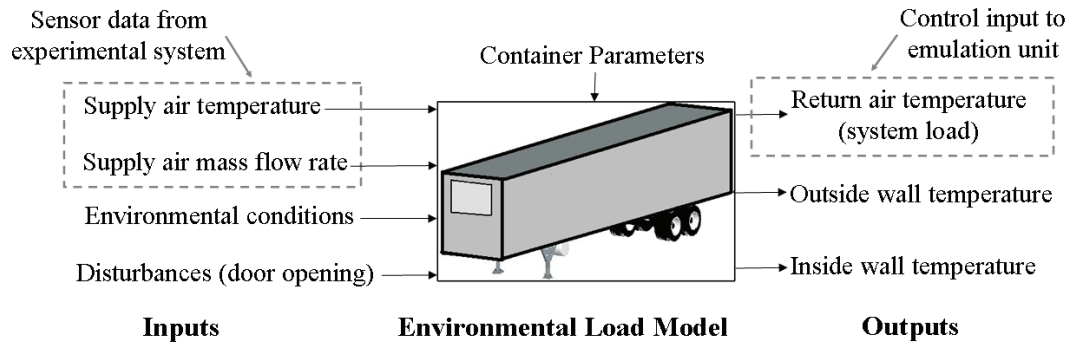 Sensor data from
experimental system
Control input to
emulation unit
Container Parameters
Supply air temperature
Supply air mass flow rate
Environmental conditions
Disturbances (door opening)
Return air temperature
(system load)
Outside wall temperature
Inside wall temperature
Inputs
Environmental Load Model
Outputs